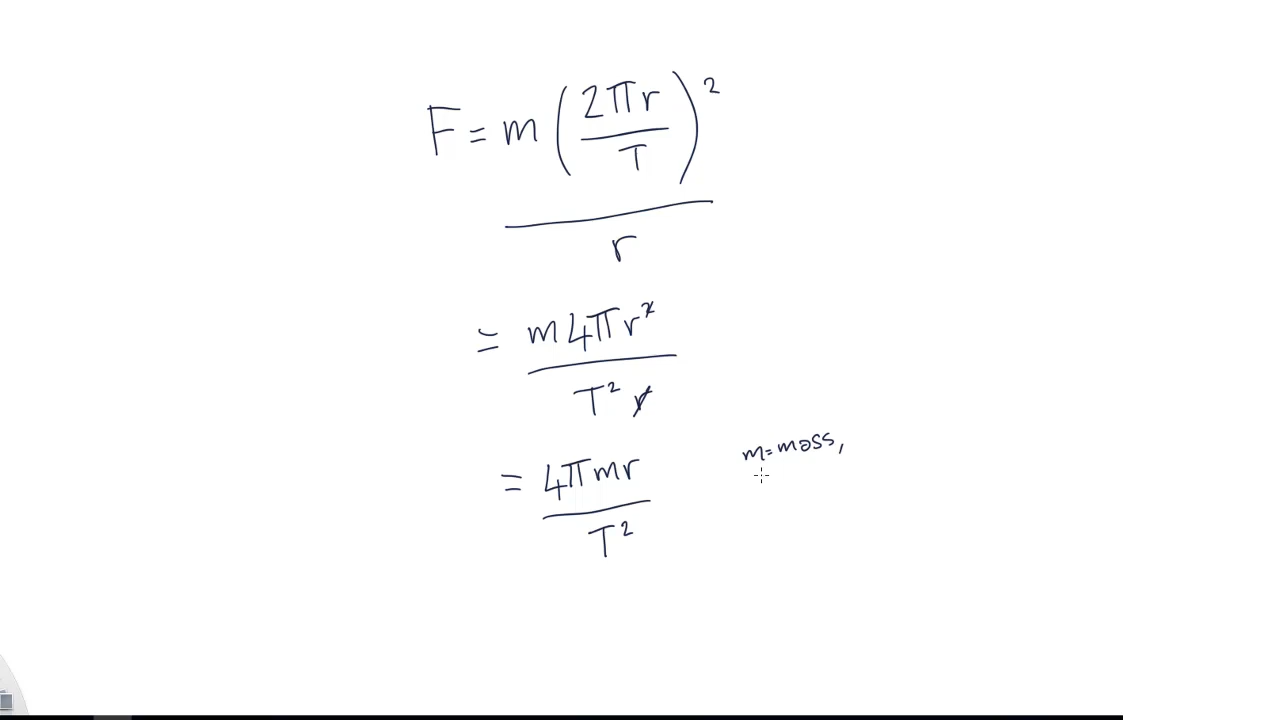 F = m (2πr / T)² / r
= m4πr² / T² r
= 4πmr / T²
m = mass,